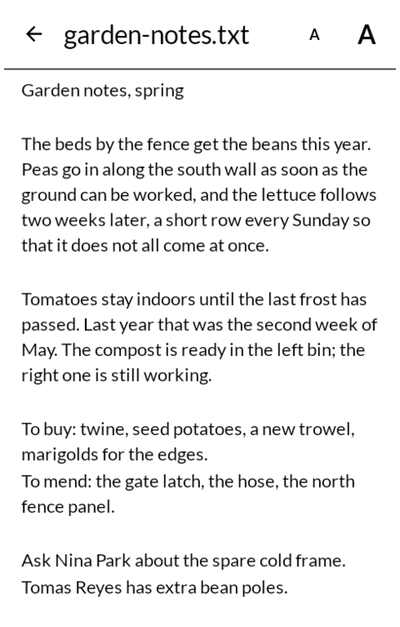 garden-notes.txt A A
Garden notes, spring
The beds by the fence get the beans this year.
Peas go in along the south wall as soon as the
ground can be worked, and the lettuce follows
two weeks later, a short row every Sunday so
that it does not all come at once.
Tomatoes stay indoors until the last frost has
passed. Last year that was the second week of
May. The compost is ready in the left bin; the
right one is still working.
To buy: twine, seed potatoes, a new trowel,
marigolds for the edges.
To mend: the gate latch, the hose, the north
fence panel.
Ask Nina Park about the spare cold frame.
Tomas Reyes has extra bean poles.